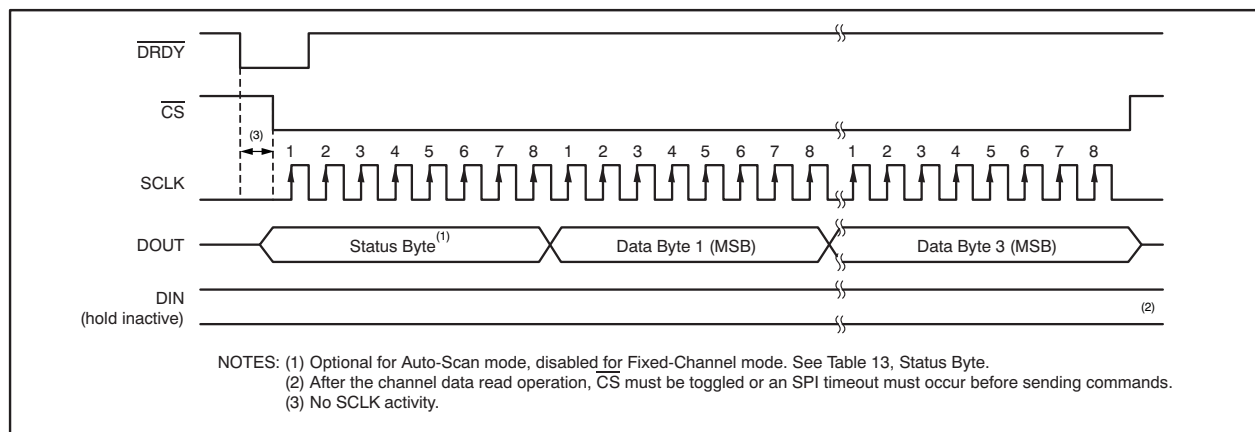 DRDY
CS
(3)
1 2 3 4 5 6 7 8 1 2 3 4 5 6 7 8 1 2 3 4 5 6 7 8
SCLK
DOUT Status Byte(1) Data Byte 1 (MSB) Data Byte 3 (MSB)
DIN
(hold inactive)
(2)
NOTES: (1) Optional for Auto-Scan mode, disabled for Fixed-Channel mode. See Table 13, Status Byte.
(2) After the channel data read operation, CS must be toggled or an SPI timeout must occur before sending commands.
(3) No SCLK activity.